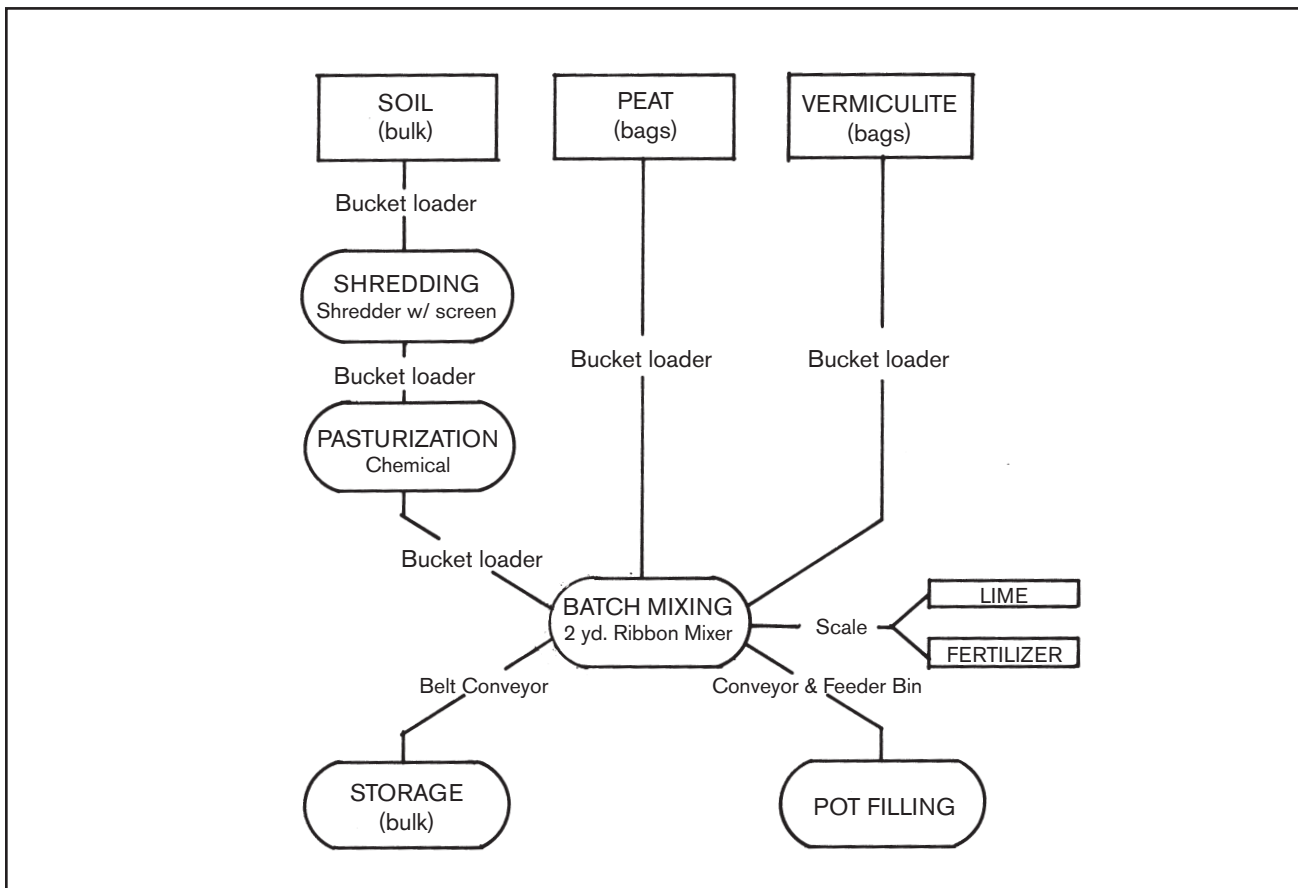 SOIL
(bulk)
PEAT
(bags)
VERMICULITE
(bags)
Bucket loader
SHREDDING
Shredder w/ screen
Bucket loader
Bucket loader
Bucket loader
PASTURIZATION
Chemical
Bucket loader
BATCH MIXING
2 yd. Ribbon Mixer
Scale
LIME
FERTILIZER
Belt Conveyor
Conveyor & Feeder Bin
STORAGE
(bulk)
POT FILLING